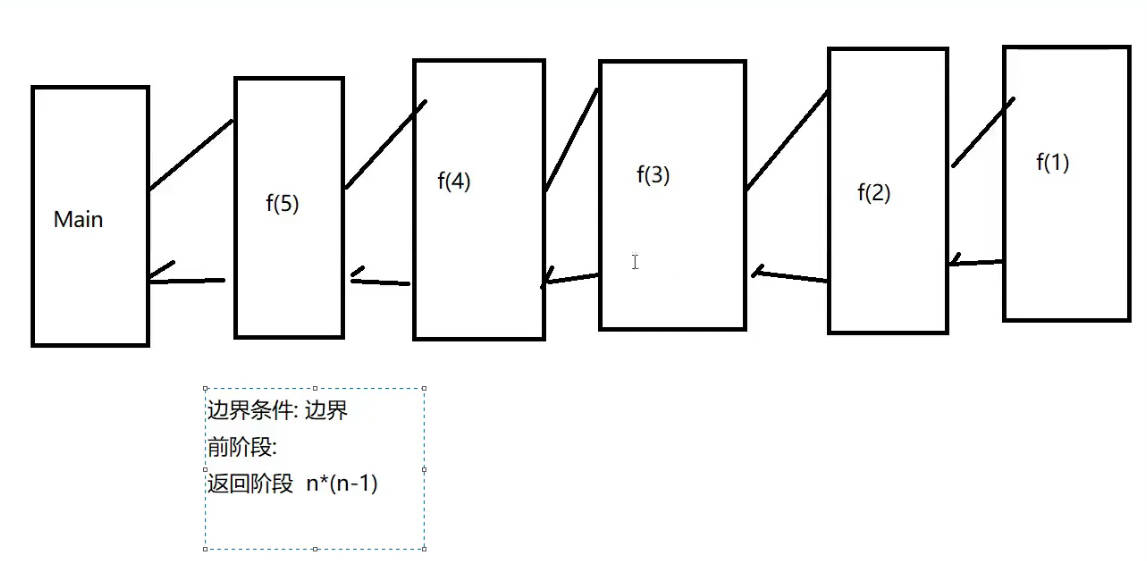 Main
f(5)
f(4)
f(3)
f(2)
f(1)
边界条件: 边界
前阶段:
返回阶段 n*(n-1)